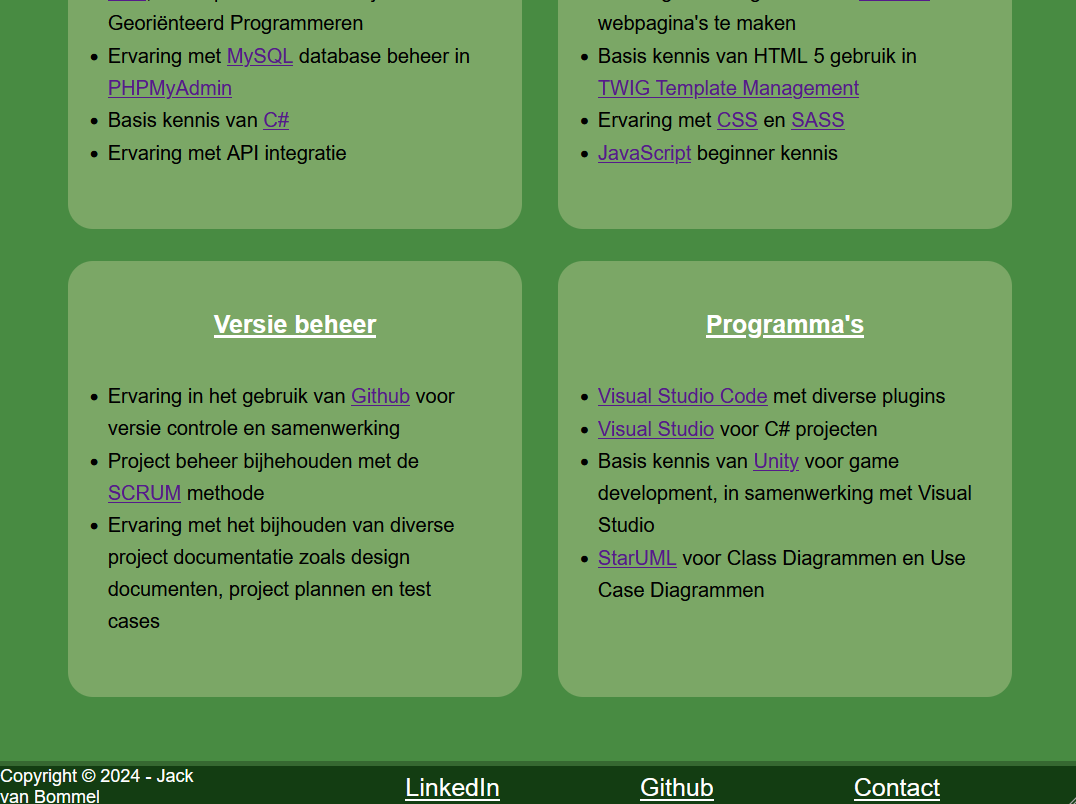 Georiënteerd Programmeren
Ervaring met MySQL database beheer in
PHPMyAdmin
Basis kennis van C#
Ervaring met API integratie
webpagina's te maken
Basis kennis van HTML 5 gebruik in
TWIG Template Management
Ervaring met CSS en SASS
JavaScript beginner kennis
Versie beheer
Ervaring in het gebruik van Github voor
versie controle en samenwerking
Project beheer bijhehouden met de
SCRUM methode
Ervaring met het bijhouden van diverse
project documentatie zoals design
documenten, project plannen en test
cases
Programma's
Visual Studio Code met diverse plugins
Visual Studio voor C# projecten
Basis kennis van Unity voor game
development, in samenwerking met Visual
Studio
StarUML voor Class Diagrammen en Use
Case Diagrammen
Copyright © 2024 - Jack
van Bommel
LinkedIn
Github
Contact